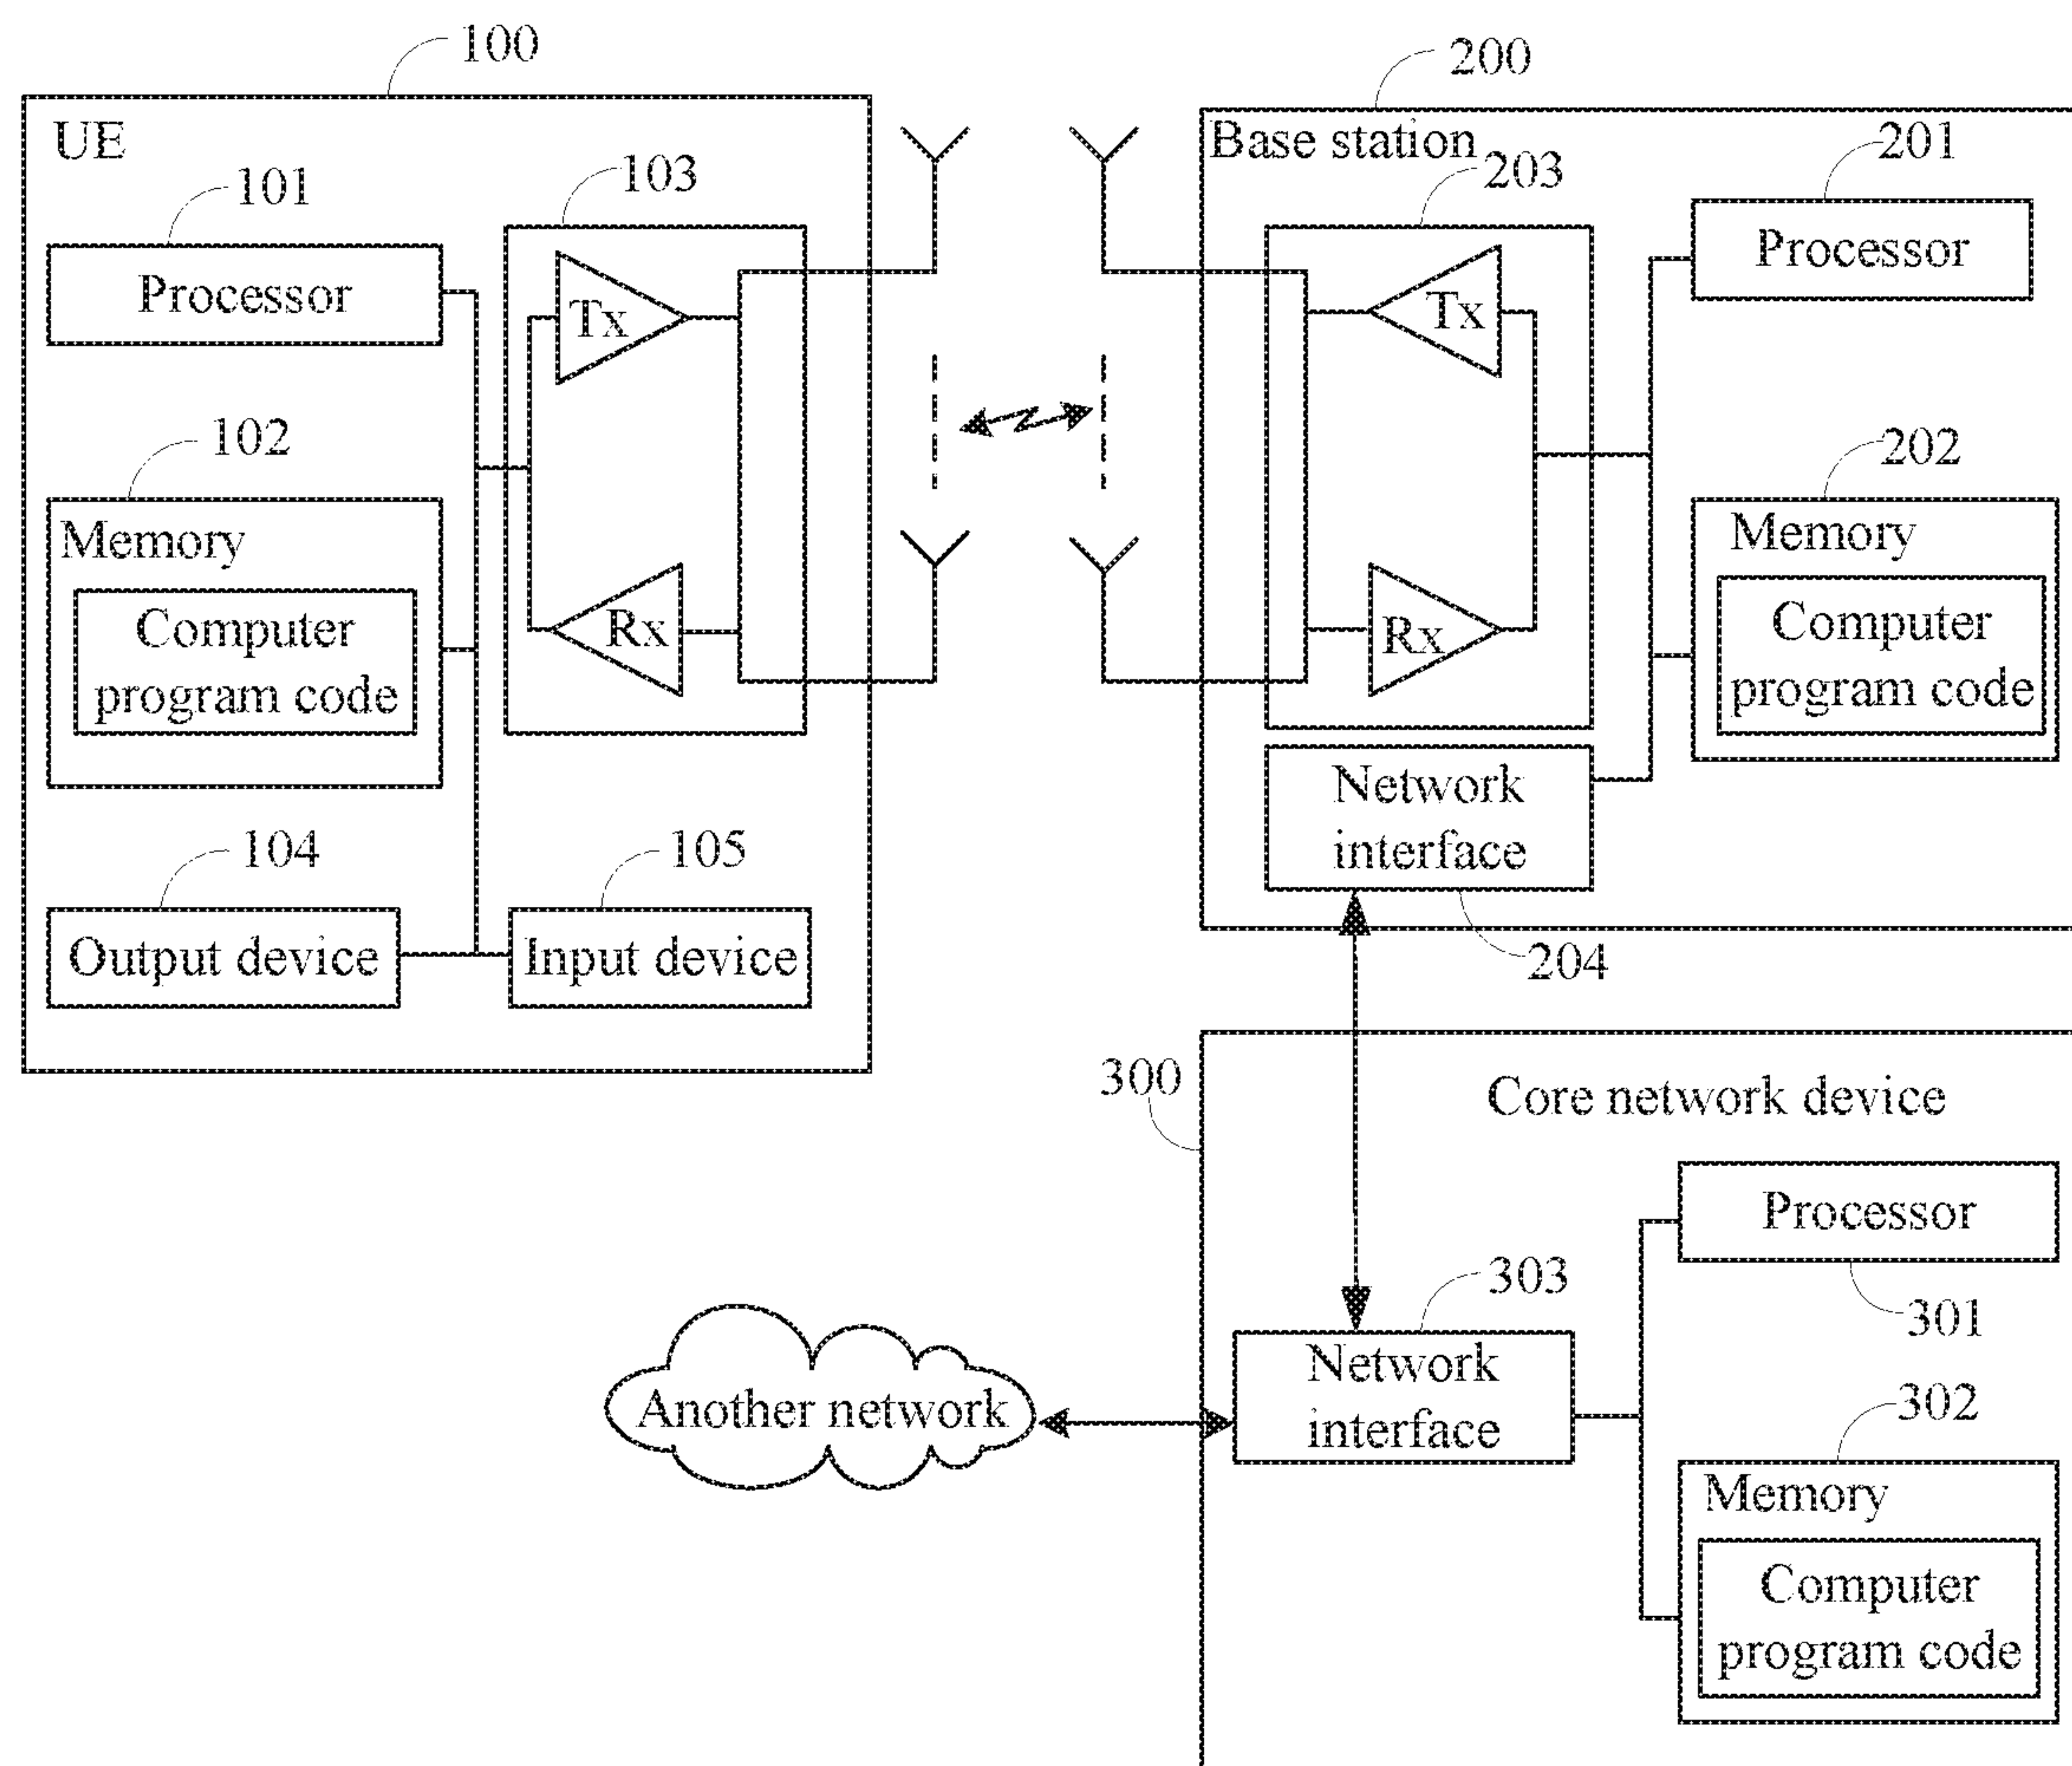 100
UE
101
Processor
103
Tx
Rx
102
Memory
Computer
program code
104
Output device
105
Input device
200
Base station
203
Tx
Rx
201
Processor
202
Memory
Computer
program code
Network
interface
204
300
Core network device
Processor
301
303
Network
interface
302
Memory
Computer
program code
Another network